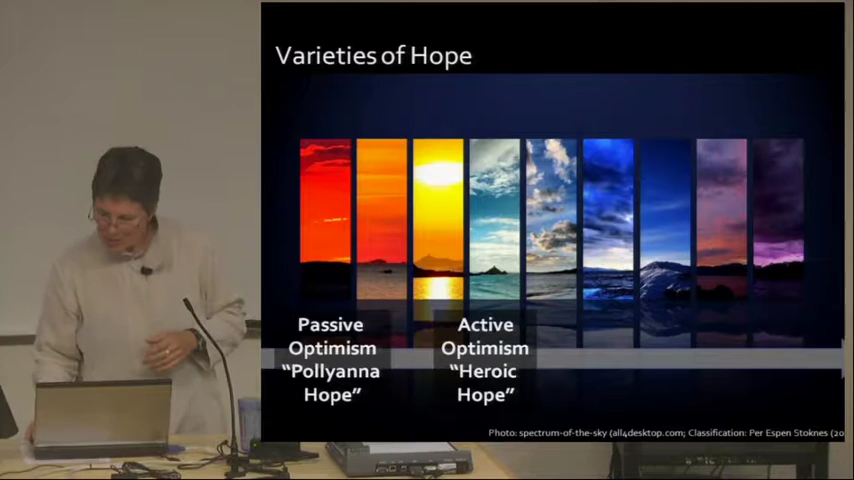 Varieties of Hope
Passive
Optimism
“Pollyanna
Hope”
Active
Optimism
“Heroic
Hope”
Photo: spectrum-of-the-sky (all4desktop.com; Classification: Per Espen Stoknes (20